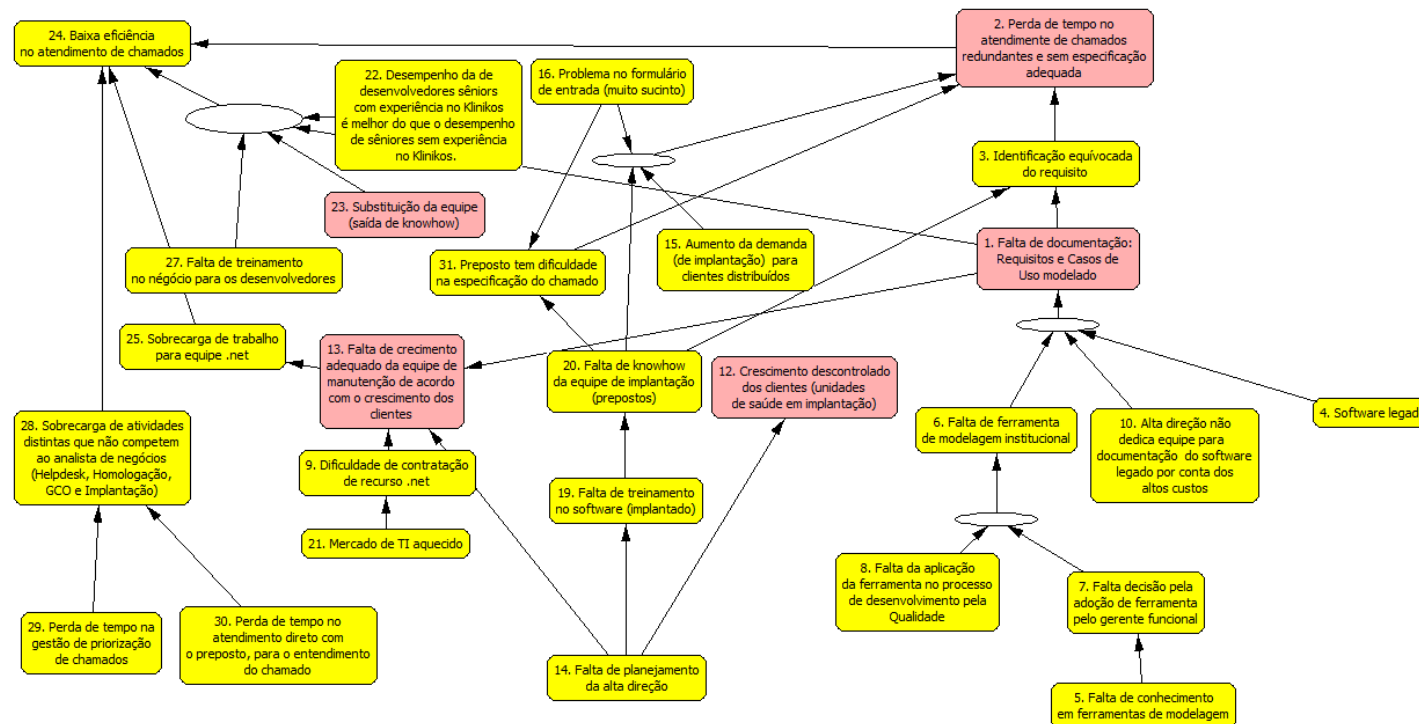 24. Baixa eficiência
no atendimento de chamados
2. Perda de tempo no
atendimente de chamados
redundantes e sem especificação
adequada
22. Desempenho da de
desenvolvedores sêniors
com experiência no Klinikos
é melhor do que o desempenho
de sêniores sem experiência
no Klinikos.
16. Problema no formulário
de entrada (muito sucinto)
3. Identificação equívocada
do requisito
23. Substituição da equipe
(saída de knowhow)
27. Falta de treinamento
no négócio para os desenvolvedores
31. Preposto tem dificuldade
na especificação do chamado
15. Aumento da demanda
(de implantação) para
clientes distribuídos
1. Falta de documentação:
Requisitos e Casos de
Uso modelado
25. Sobrecarga de trabalho
para equipe .net
13. Falta de crecimento
adequado da equipe de
manutenção de acordo
com o crescimento dos
clientes
20. Falta de knowhow
da equipe de implantação
(prepostos)
12. Crescimento descontrolado
dos clientes (unidades
de saúde em implantação)
28. Sobrecarga de atividades
distintas que não competem
ao analista de negócios
(Helpdesk, Homologação,
GCO e Implantação)
9. Dificuldade de contratação
de recurso .net
6. Falta de ferramenta
de modelagem institucional
10. Alta direção não
dedica equipe para
documentação do software
legado por conta dos
altos custos
4. Software legad
19. Falta de treinamento
no software (implantado)
21. Mercado de TI aquecido
8. Falta da aplicação
da ferramenta no processo
de desenvolvimento pela
Qualidade
7. Falta decisão pela
adoção de ferramenta
pelo gerente funcional
29. Perda de tempo na
gestão de priorização
de chamados
30. Perda de tempo no
atendimento direto com
o preposto, para o entendimento
do chamado
14. Falta de planejamento
da alta direção
5. Falta de conhecimento
em ferramentas de modelagem